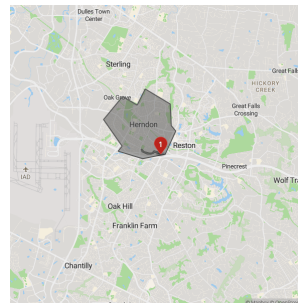 Dulles Town
Center
Sterling
HICKORY
CREEK
Great Fall
Oak Grove
Great Falls
Crossing
Herndon
1
Reston
IAD
Pinecrest
Wolf Tra
Oak Hill
Franklin Farm
Chantilly